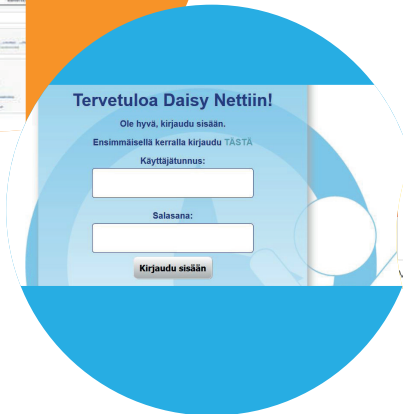 Tervetuloa Daisy Nettiin!
Ole hyvä, kirjaudu sisään.
Ensimmäisellä kerralla kirjaudu TÄSTÄ
Käyttäjätunnus:
Salasana:
Kirjaudu sisään